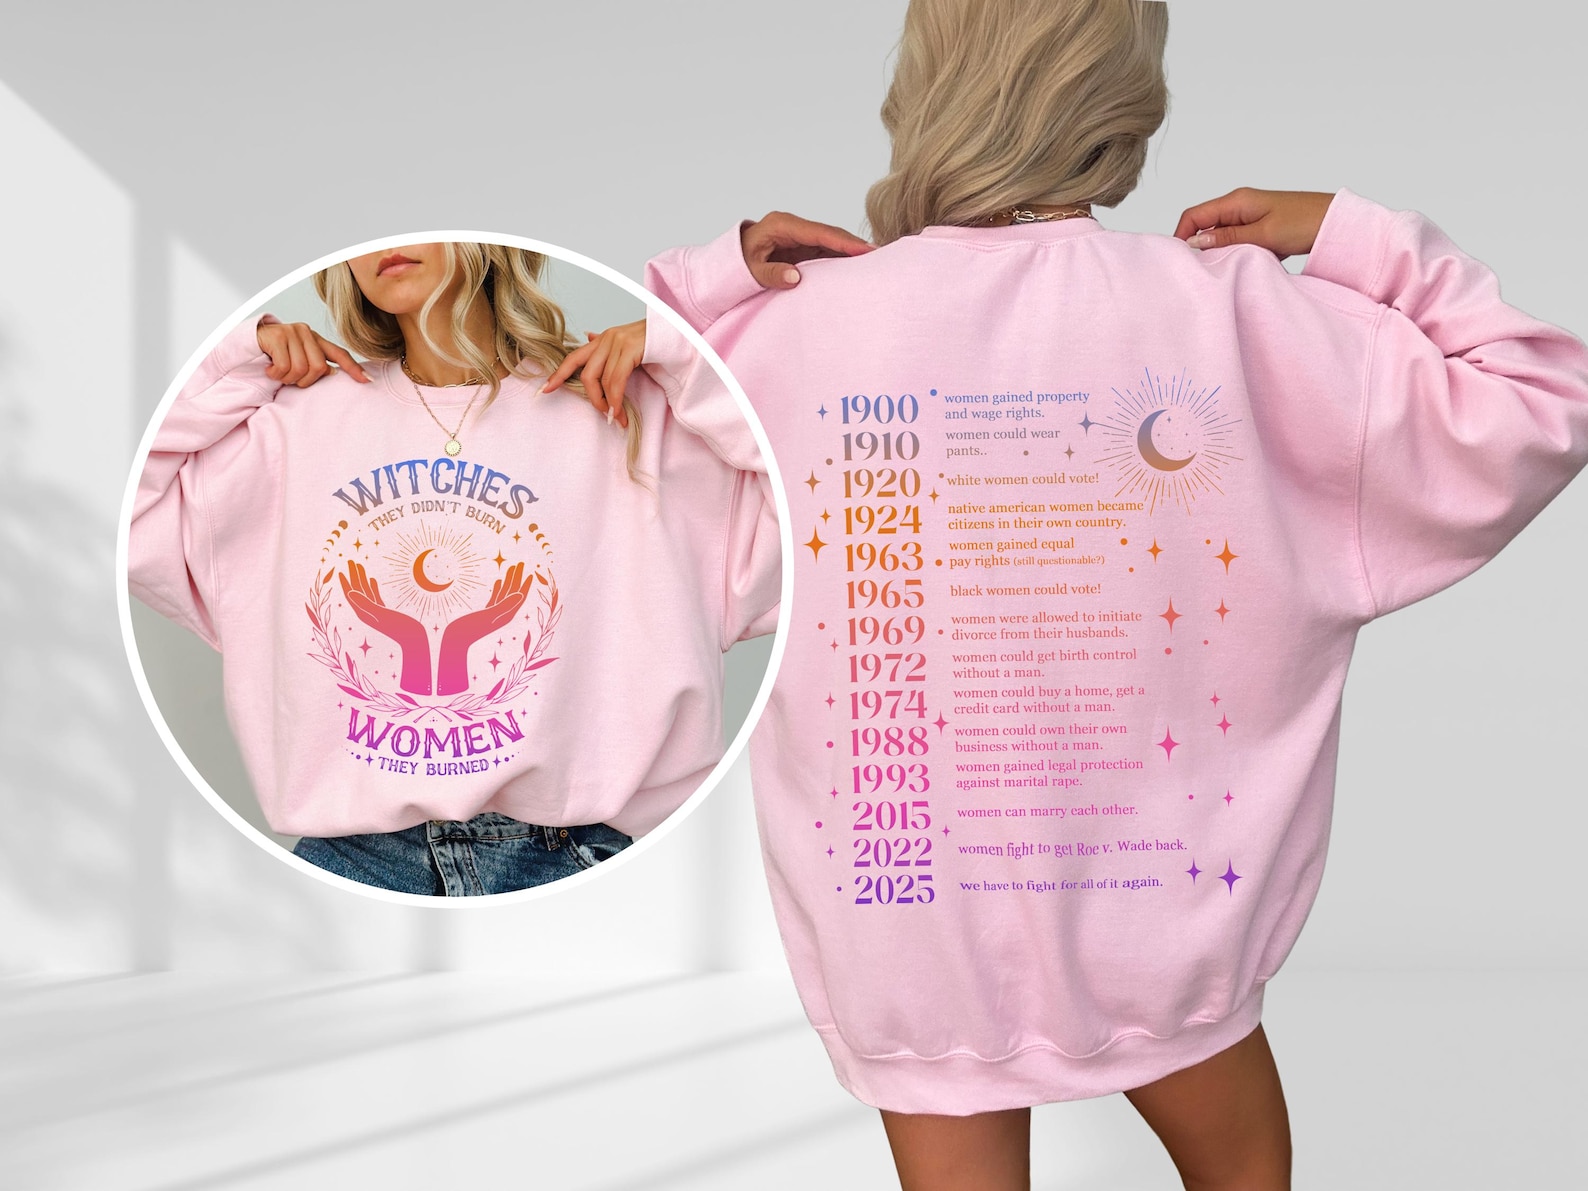 WITCHES
THEY DIDN'T BURN
WOMEN
THEY BURNED
1900 women gained property
and wage rights.
1910 women could wear
pants..
1920 white women could vote!
1924 native american women became
citizens in their own country.
1963 women gained equal
pay rights (still questionable?)
1965 black women could vote!
1969 women were allowed to initiate
divorce from their husbands.
1972 women could get birth control
without a man.
1974 women could buy a home, get a
credit card without a man.
1988 women could own their own
business without a man.
1993 women gained legal protection
against marital rape.
2015 women can marry each other.
2022 women fight to get Roe v. Wade back.
2025 we have to fight for all of it again.